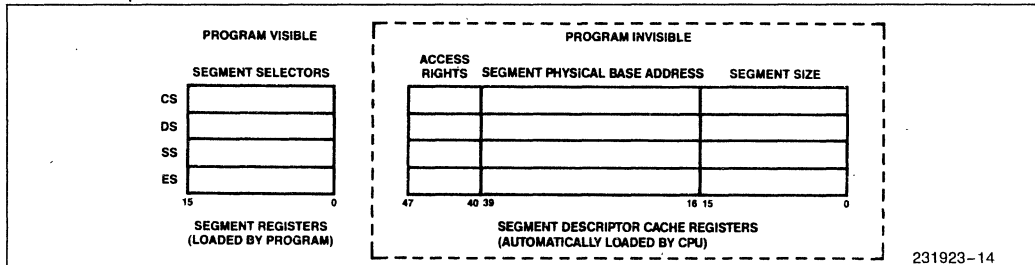 PROGRAM VISIBLE
PROGRAM INVISIBLE
SEGMENT SELECTORS
ACCESS
RIGHTS
SEGMENT PHYSICAL BASE ADDRESS
SEGMENT SIZE
CS
DS
SS
ES
15 0
47 40 39 16 15 0
SEGMENT REGISTERS
(LOADED BY PROGRAM)
SEGMENT DESCRIPTOR CACHE REGISTERS
(AUTOMATICALLY LOADED BY CPU)
231923-14